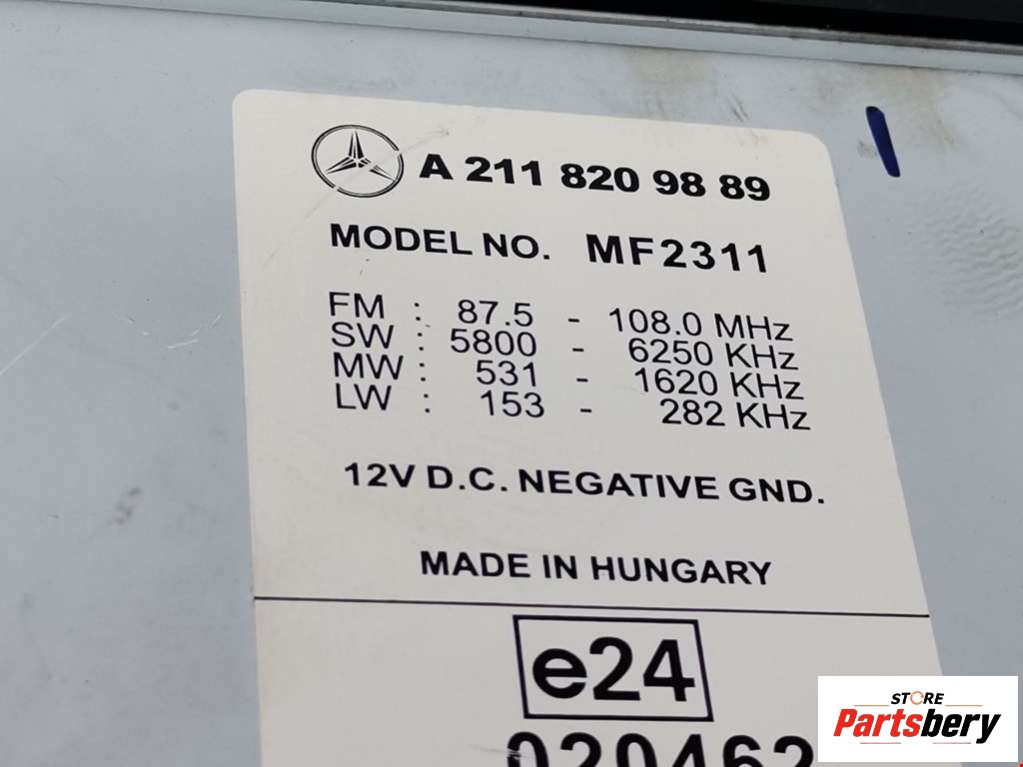 A 211 820 98 89
MODEL NO. MF2311
FM : 87.5 - 108.0 MHz
SW : 5800 - 6250 KHz
MW : 531 - 1620 KHz
LW : 153 - 282 KHz
12V D.C. NEGATIVE GND.
MADE IN HUNGARY
e24
020462
STORE
Partsbery